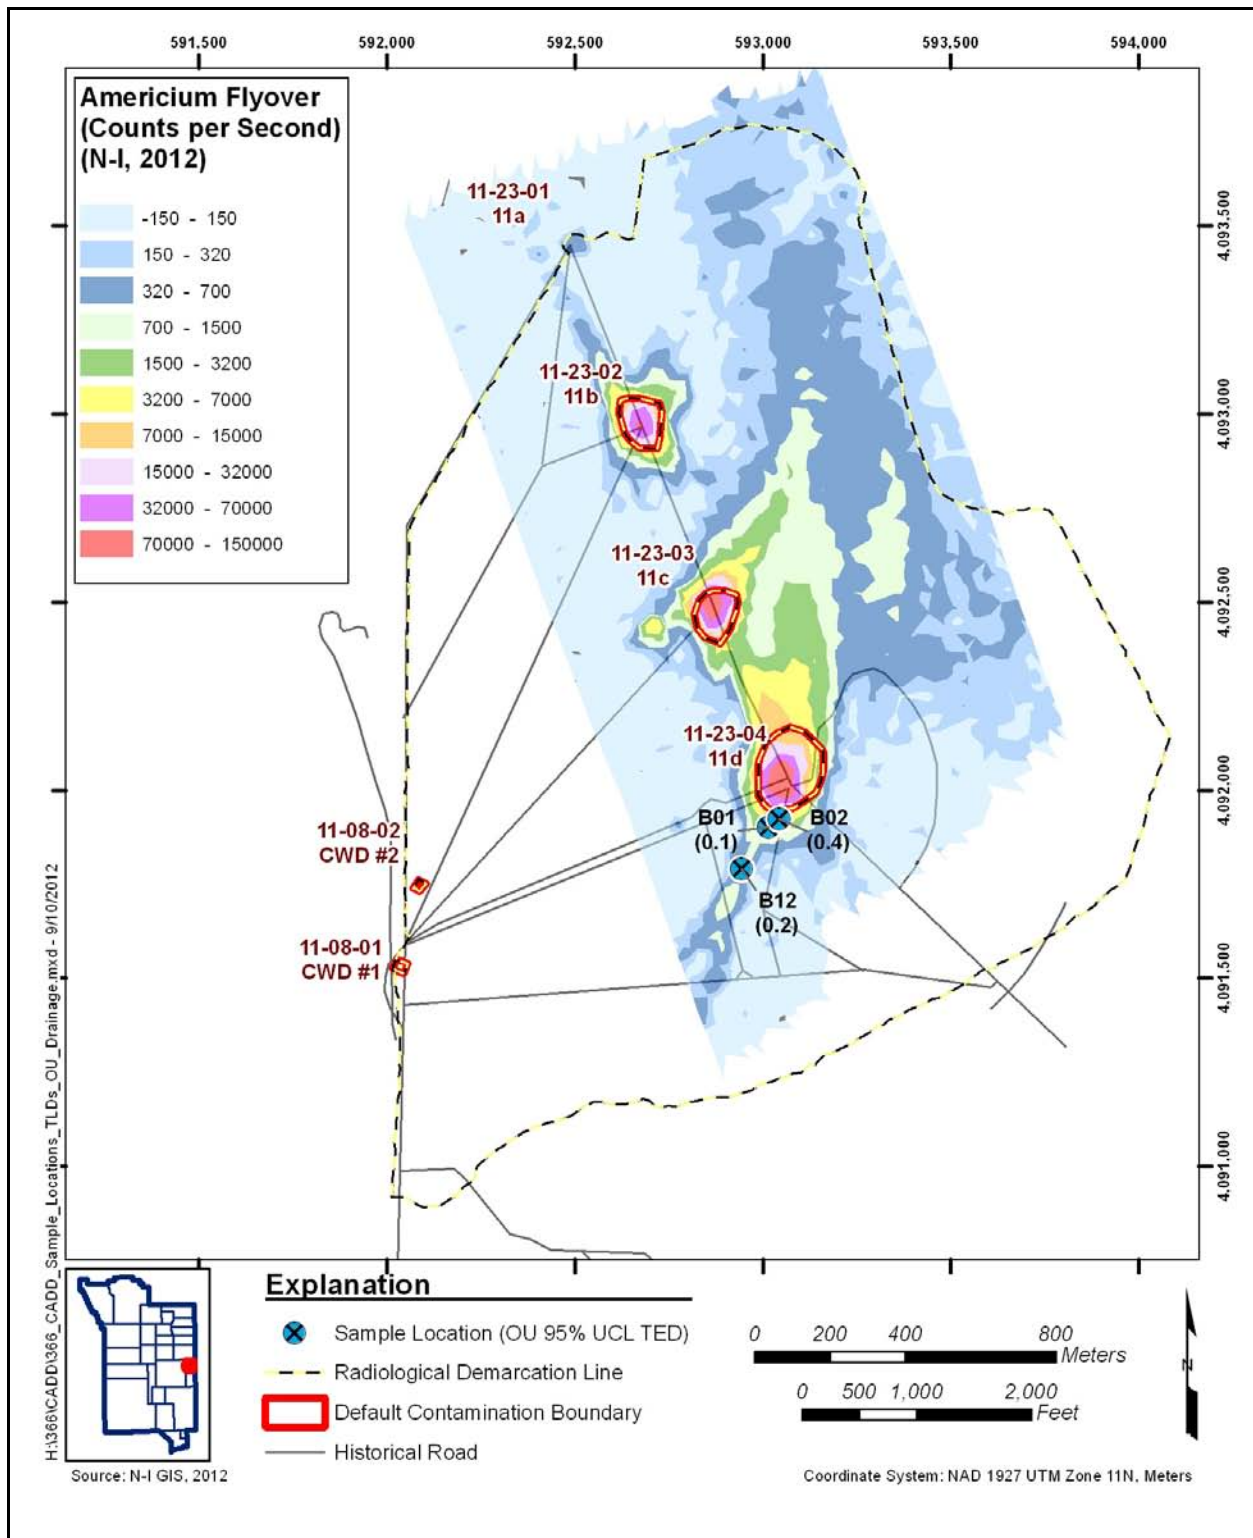 591,500 592,000 592,500 593,000 593,500 594,000
Americium Flyover
(Counts per Second)
(N-I, 2012)
-150 - 150
150 - 320
320 - 700
700 - 1500
1500 - 3200
3200 - 7000
7000 - 15000
15000 - 32000
32000 - 70000
70000 - 150000
11-23-01
11a
11-23-02
11b
11-23-03
11c
11-23-04
11d
B01
(0.1)
B02
(0.4)
B12
(0.2)
11-08-02
CWD #2
11-08-01
CWD #1
4,093,500
4,093,000
4,092,500
4,092,000
4,091,500
4,091,000
H:\366\CADD\366_CADD_Sample_Locations_TLDs_OU_Drainage.mxd - 9/10/2012
Explanation
Sample Location (OU 95% UCL TED)
Radiological Demarcation Line
Default Contamination Boundary
Historical Road
0 200 400 800
Meters
0 500 1,000 2,000
Feet
N
Source: N-I GIS, 2012
Coordinate System: NAD 1927 UTM Zone 11N, Meters